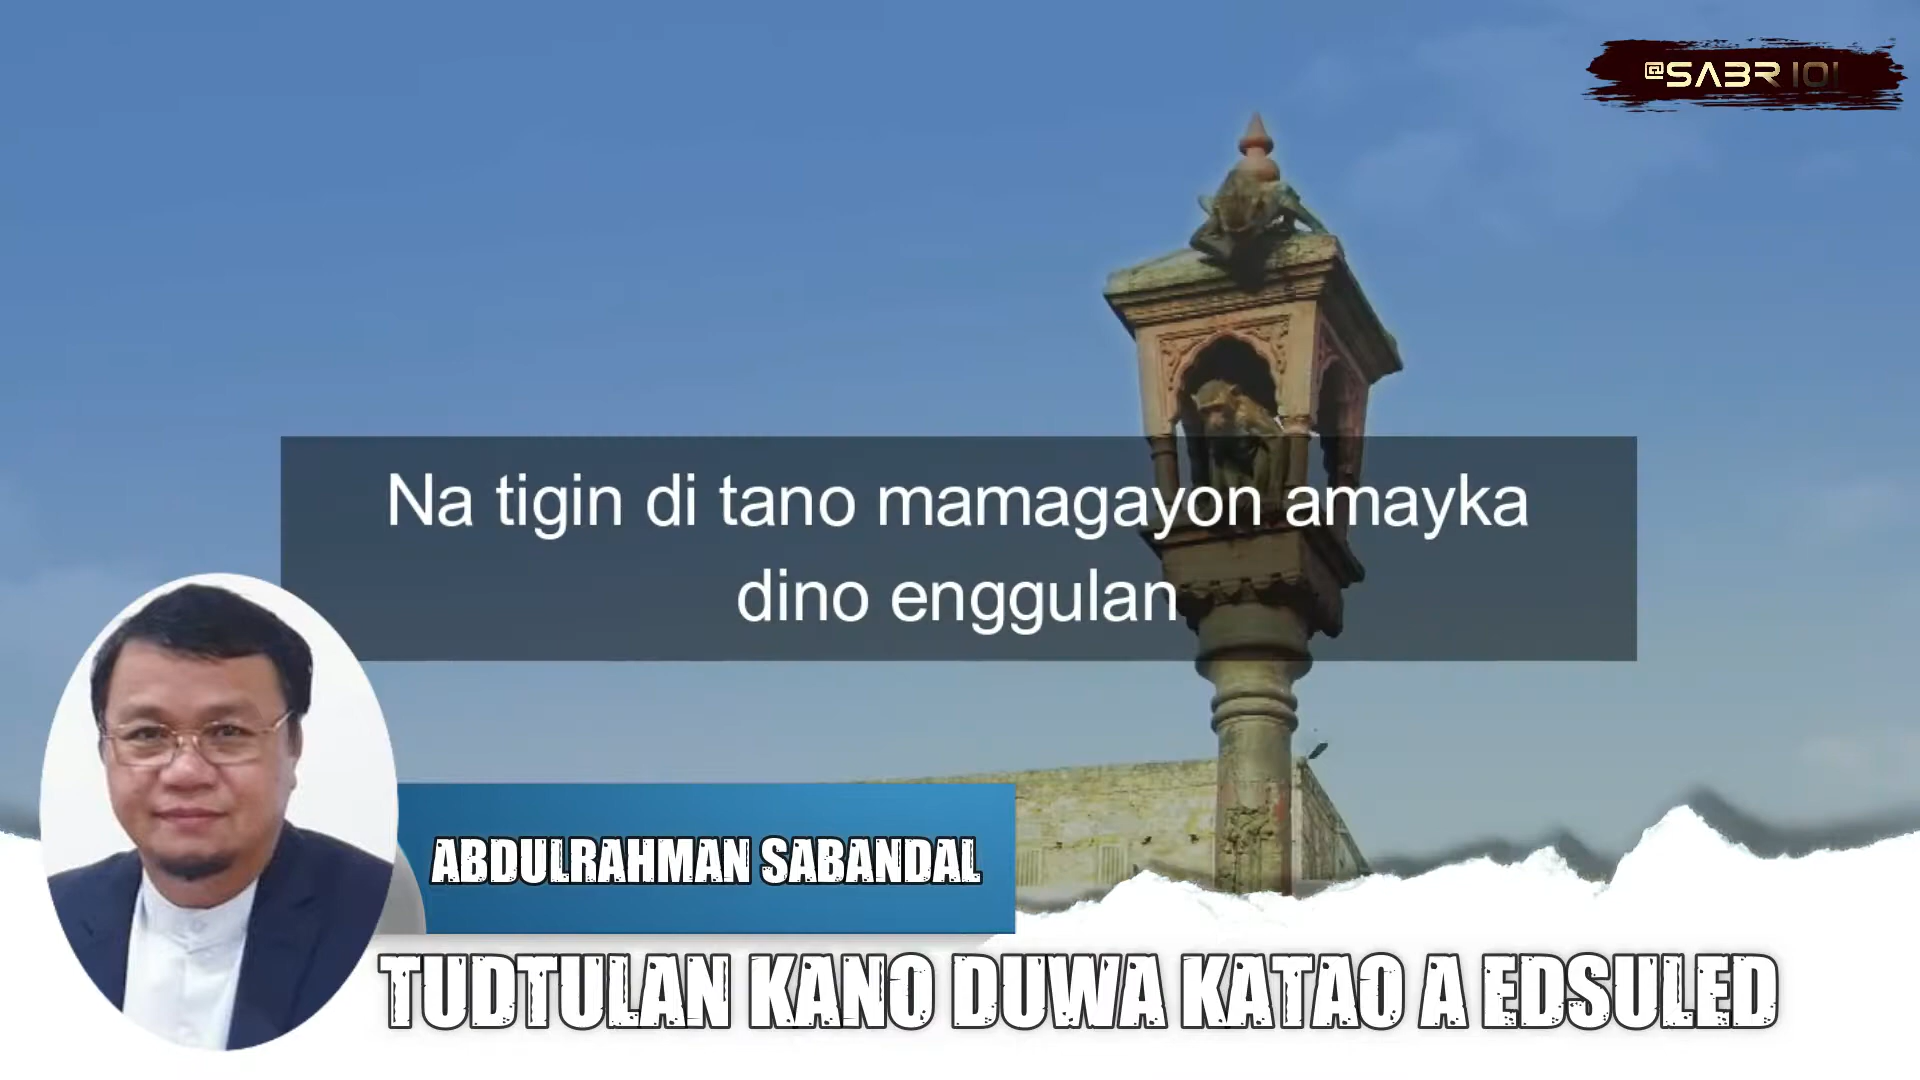 @SABR 101
Na tigin di tano mamagayon amayka
dino enggulan
ABDULRAHMAN SABANDAL
TUDTULAN KANO DUWA KATAO A EDSULED